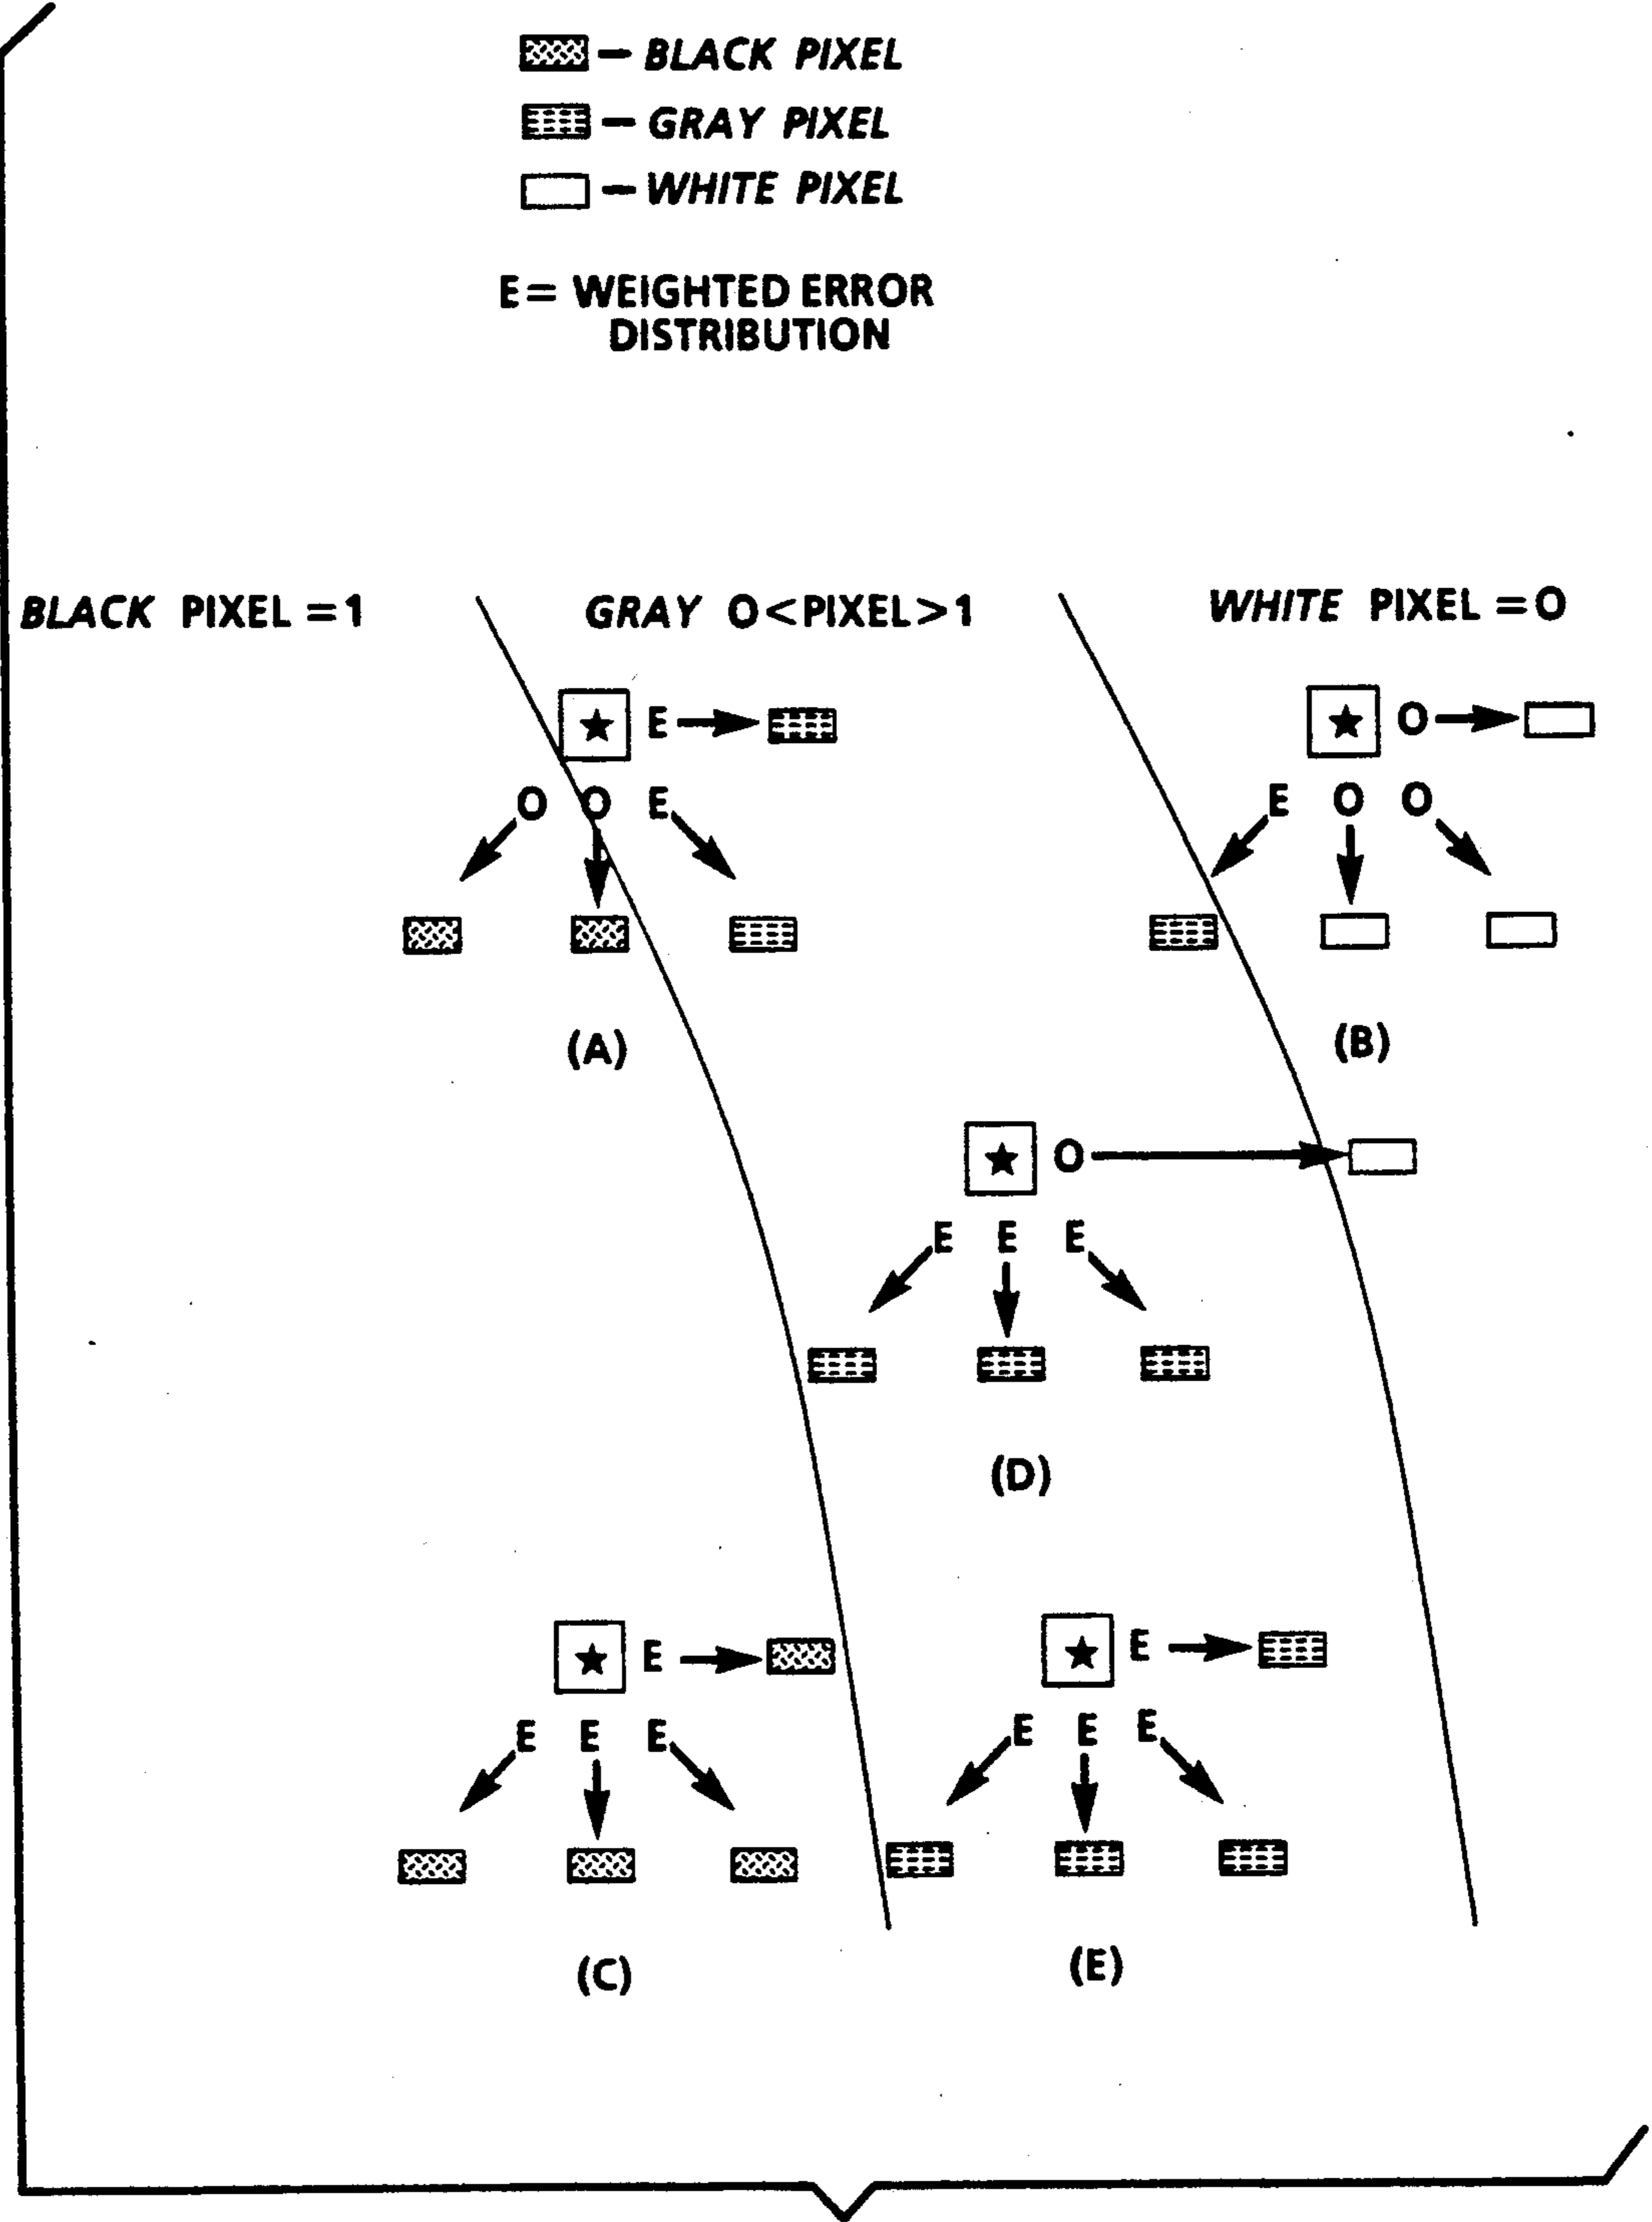 — BLACK PIXEL
— GRAY PIXEL
— WHITE PIXEL
E = WEIGHTED ERROR
DISTRIBUTION
BLACK PIXEL = 1
GRAY O<PIXEL>1
WHITE PIXEL = O
★ E
★ O
O O E
E O O
(A)
(B)
★ O
E E E
(D)
★ E
★ E
E E E
E E E
(C)
(E)